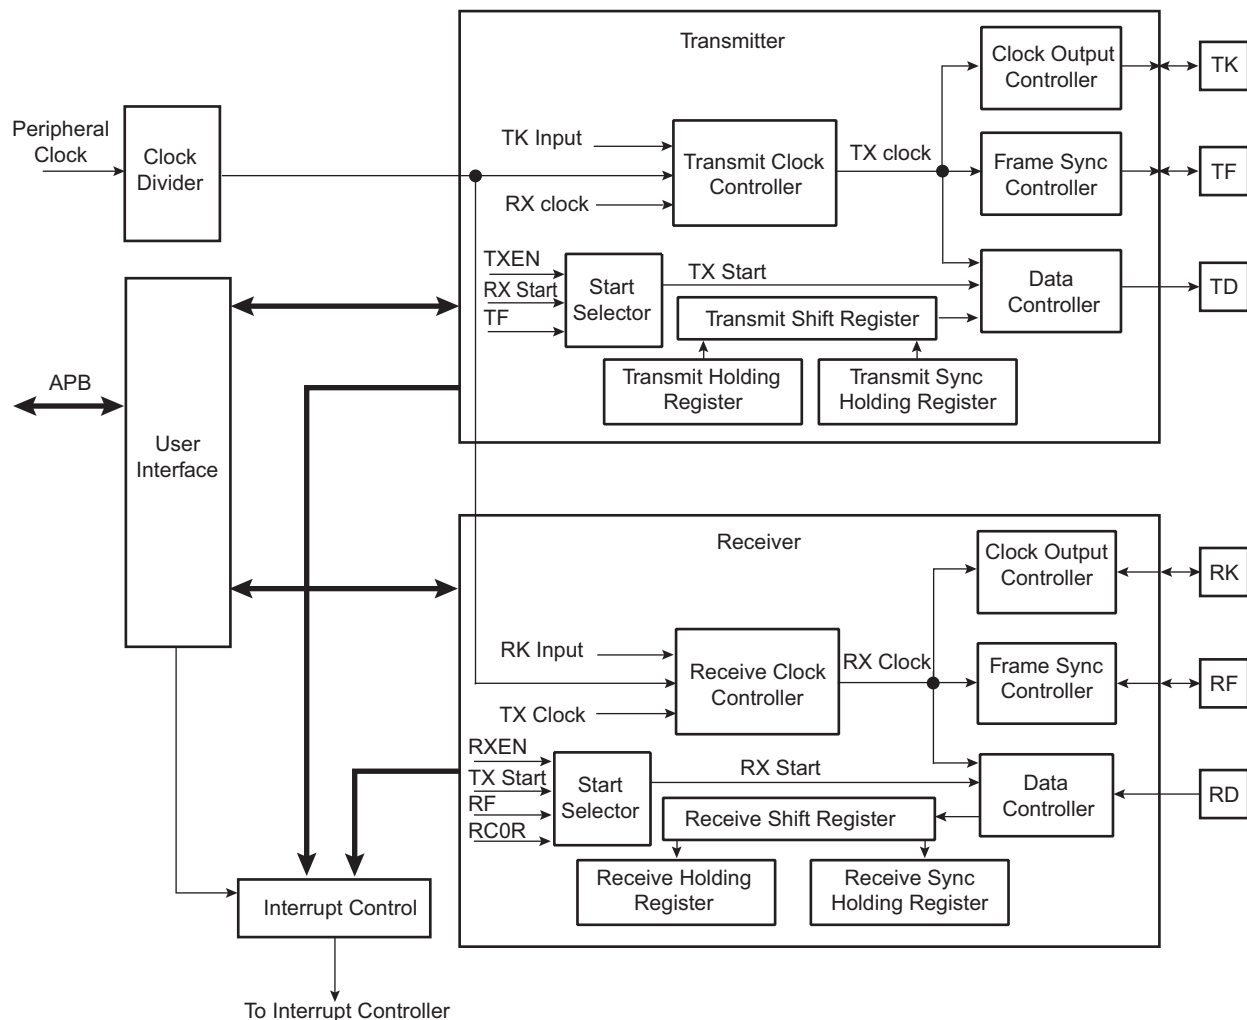 Transmitter
Clock Output
Controller
TK
Peripheral
Clock
Clock
Divider
TK Input
Transmit Clock
Controller
TX clock
Frame Sync
Controller
TF
RX clock
TXEN
RX Start
TF
Start
Selector
TX Start
Data
Controller
TD
Transmit Shift Register
Transmit Holding
Register
Transmit Sync
Holding Register
APB
User
Interface
Receiver
Clock Output
Controller
RK
RK Input
Receive Clock
Controller
RX Clock
Frame Sync
Controller
RF
TX Clock
RXEN
TX Start
RF
RC0R
Start
Selector
RX Start
Data
Controller
RD
Receive Shift Register
Receive Holding
Register
Receive Sync
Holding Register
Interrupt Control
To Interrupt Controller